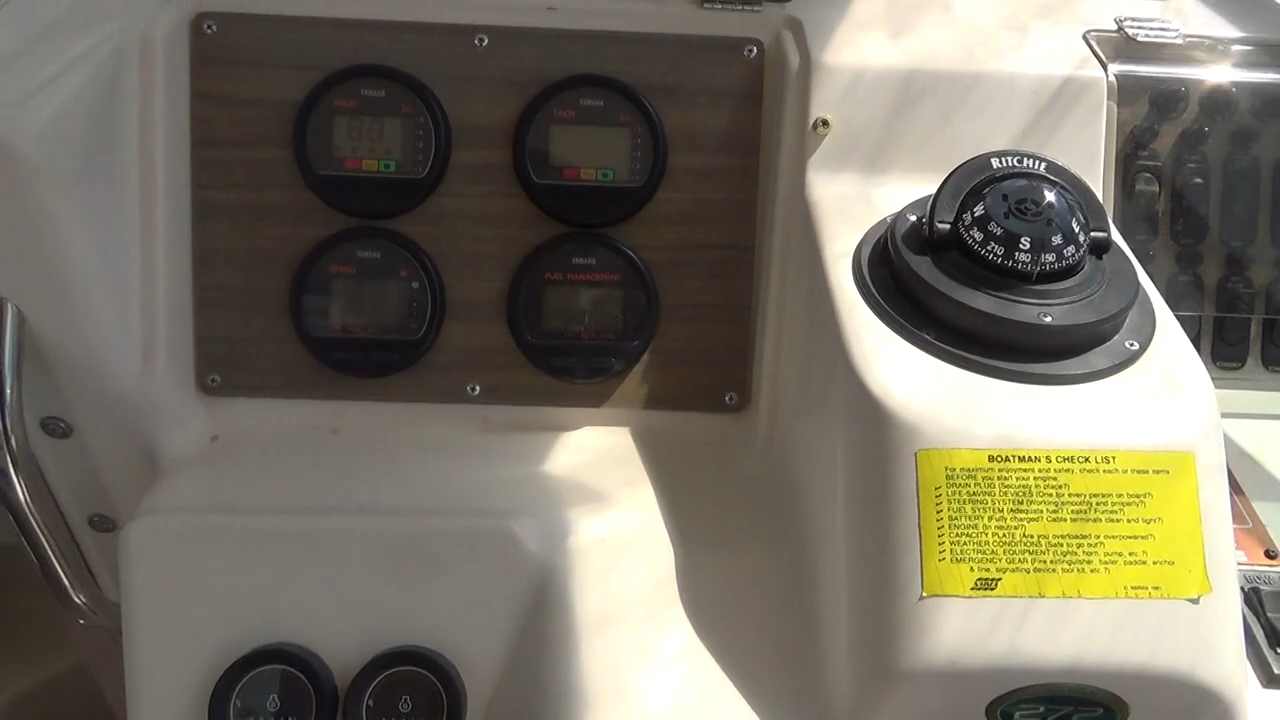 YAMAHA
TACH
YAMAHA
TACH
YAMAHA
SPEED
YAMAHA
FUEL MANAGEMENT
RITCHIE
W SW S SE E
240 210 180 150 120
BOATMAN'S CHECK LIST
For maximum enjoyment and safety, check each of these items
BEFORE you start your engine:
DRAIN PLUG (Securely in place?)
LIFE-SAVING DEVICES (One for every person on board?)
STEERING SYSTEM (Working smoothly and properly?)
FUEL SYSTEM (Adequate fuel? Leaks? Fumes?)
BATTERY (Fully charged? Cable terminals clean and tight?)
ENGINE (In neutral?)
CAPACITY PLATE (Are you overloaded or overpowered?)
WEATHER CONDITIONS (Safe to go out?)
ELECTRICAL EQUIPMENT (Lights, horn, pump, etc.?)
EMERGENCY GEAR (Fire extinguisher, bailer, paddle, anchor
& line, signalling device, tool kit, etc.?)
272